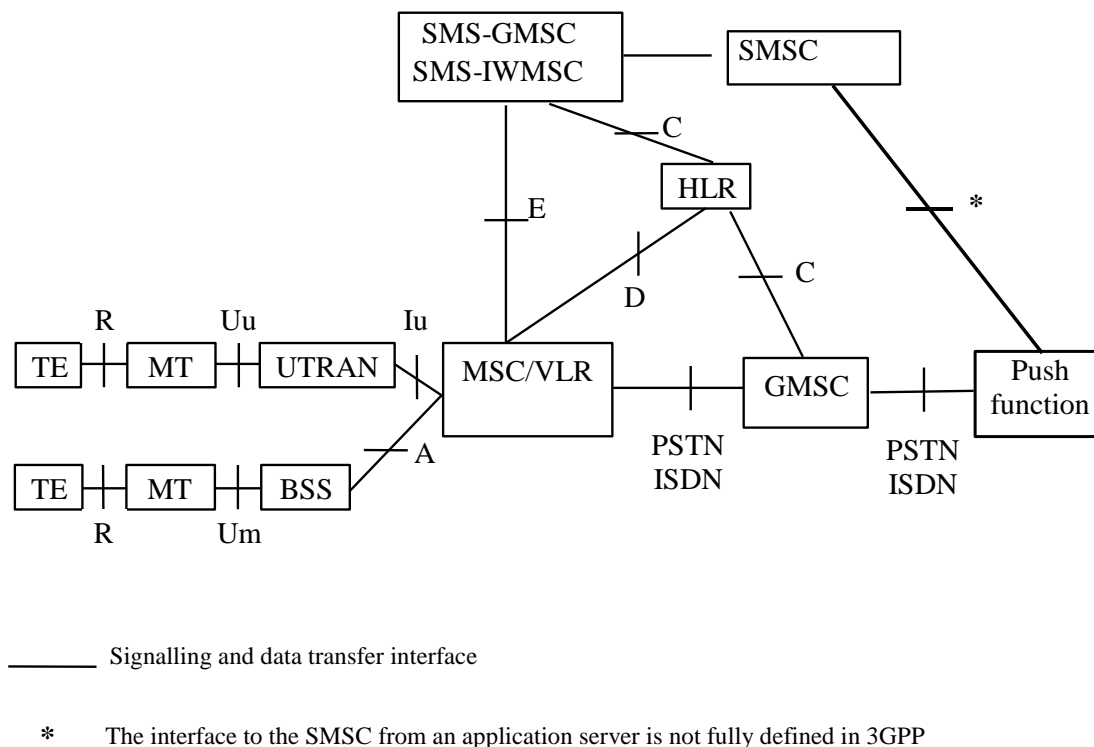 SMS-GMSC
SMS-IWMSC
SMSC
C
HLR
E
*
D
C
R
Uu
Iu
TE
MT
UTRAN
MSC/VLR
GMSC
Push
function
PSTN
ISDN
PSTN
ISDN
A
TE
MT
BSS
R
Um
Signalling and data transfer interface
* The interface to the SMSC from an application server is not fully defined in 3GPP